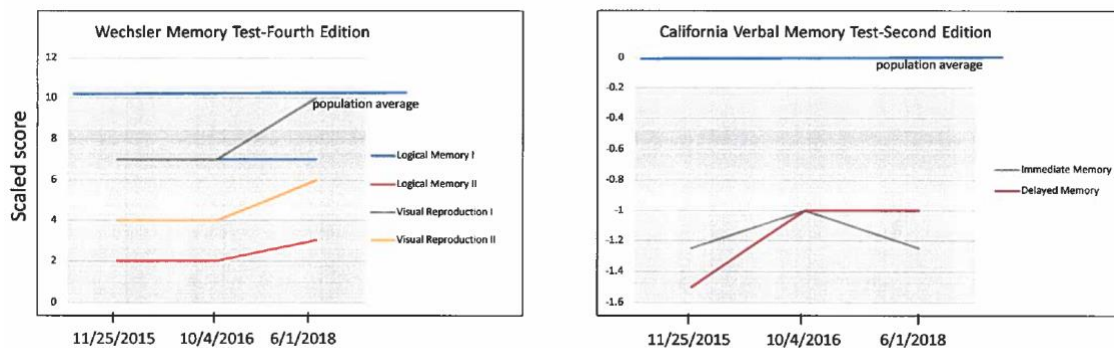 Wechsler Memory Test-Fourth Edition
12
10
8
6
4
2
0
Scaled score
population average
Logical Memory I
Logical Memory II
Visual Reproduction I
Visual Reproduction II
11/25/2015 10/4/2016 6/1/2018
California Verbal Memory Test-Second Edition
0
-0.2
-0.4
-0.6
-0.8
-1
-1.2
-1.4
-1.6
population average
Immediate Memory
Delayed Memory
11/25/2015 10/4/2016 6/1/2018